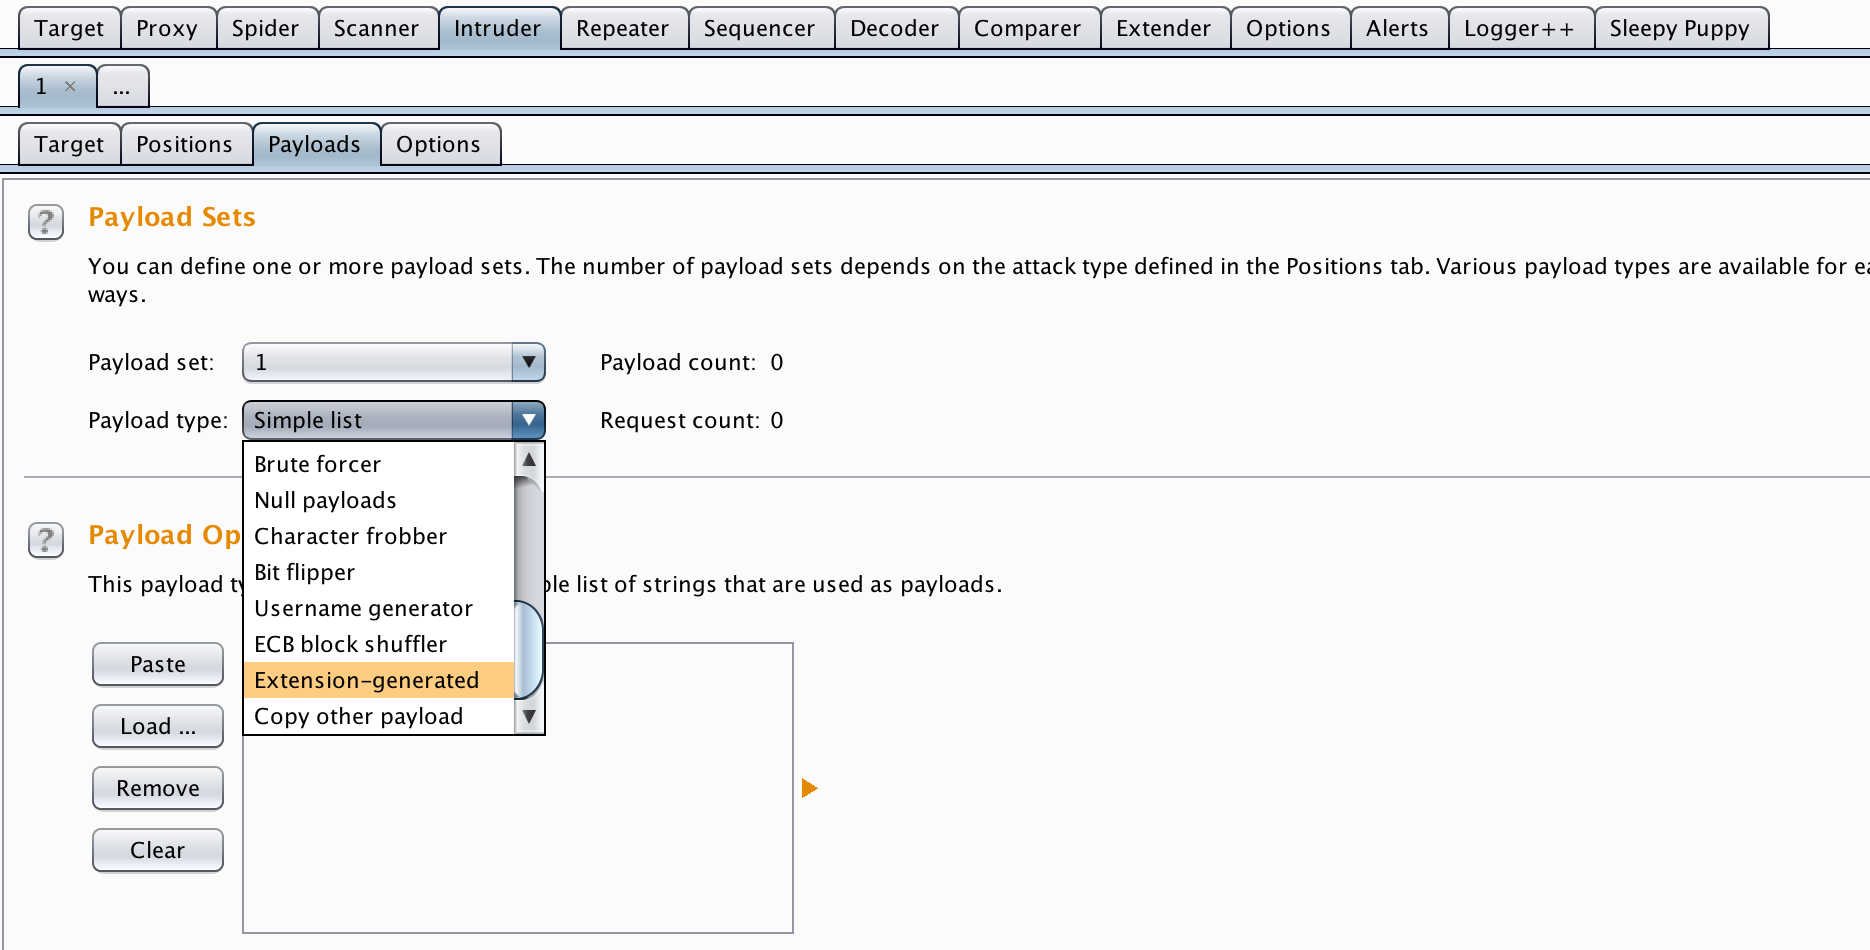 Target Proxy Spider Scanner Intruder Repeater Sequencer Decoder Comparer Extender Options Alerts Logger++ Sleepy Puppy
1 × ...
Target Positions Payloads Options
? Payload Sets
You can define one or more payload sets. The number of payload sets depends on the attack type defined in the Positions tab. Various payload types are available for
ways.
Payload set: 1 Payload count: 0
Payload type: Simple list Request count: 0
Brute forcer
Null payloads
? Payload Op
Character frobber
Bit flipper
This payload list of strings that are used as payloads.
Username generator
ECB block shuffler
Paste
Extension-generated
Copy other payload
Load ...
Remove
Clear